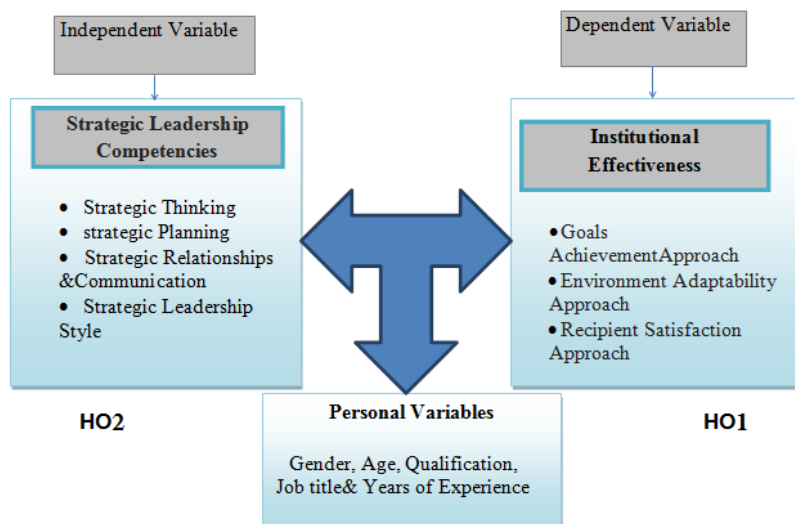 Independent Variable
Strategic Leadership
Competencies
• Strategic Thinking
• strategic Planning
• Strategic Relationships
&Communication
• Strategic Leadership
Style
HO2
Dependent Variable
Institutional
Effectiveness
•Goals
AchievementApproach
•Environment Adaptability
Approach
•Recipient Satisfaction
Approach
HO1
Personal Variables
Gender, Age, Qualification,
Job title& Years of Experience